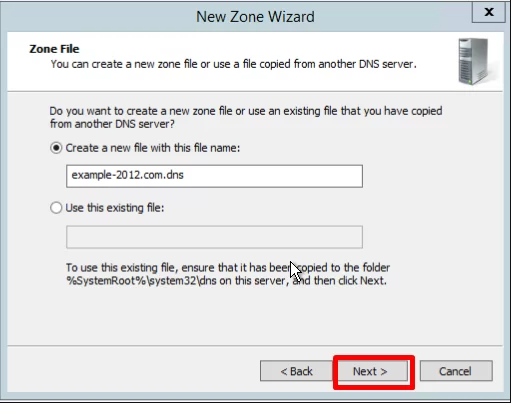 New Zone Wizard
x
Zone File
You can create a new zone file or use a file copied from another DNS server.
Do you want to create a new zone file or use an existing file that you have copied
from another DNS server?
Create a new file with this file name:
example-2012.com.dns
Use this existing file:
To use this existing file, ensure that it has been copied to the folder
%SystemRoot%\system32\dns on this server, and then click Next.
< Back
Next >
Cancel